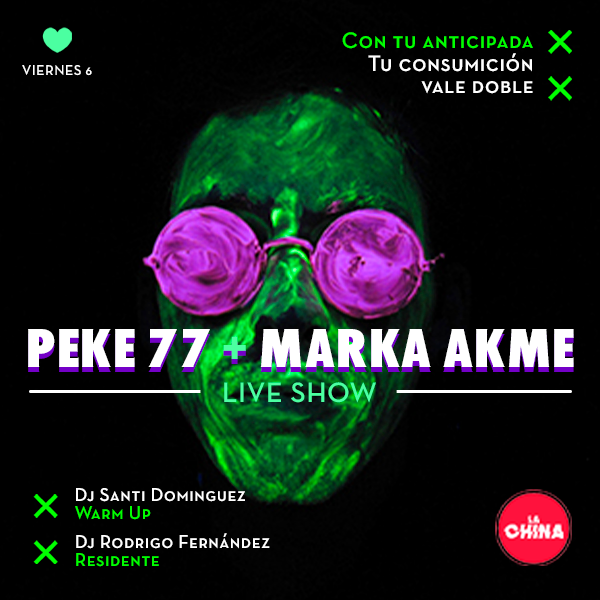 VIERNES 6
CON TU ANTICIPADA
TU CONSUMICIÓN
VALE DOBLE
PEKE 77 + MARKA AKME
LIVE SHOW
DJ SANTI DOMINGUEZ
WARM UP
DJ RODRIGO FERNÁNDEZ
RESIDENTE
LA
CHINA